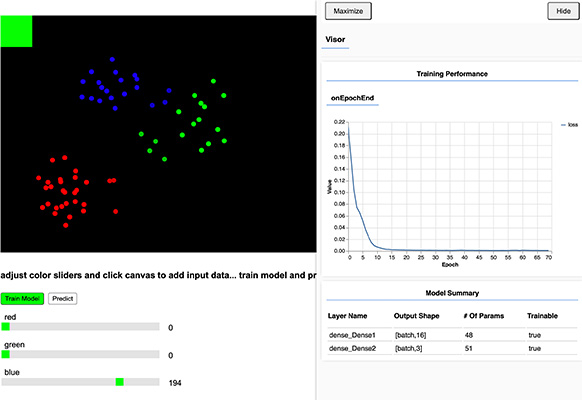 Maximize
Hide
Visor
Training Performance
onEpochEnd
loss
0.22
0.20
0.18
0.16
0.14
0.12
0.10
0.08
0.06
0.04
0.02
0.00
Value
0 5 10 15 20 25 30 35 40 45 50 55 60 65 70
Epoch
adjust color sliders and click canvas to add input data... train model and pr
Train Model Predict
red
0
green
0
blue
194
Model Summary
Layer Name Output Shape # Of Params Trainable
dense_Dense1 [batch,16] 48 true
dense_Dense2 [batch,3] 51 true